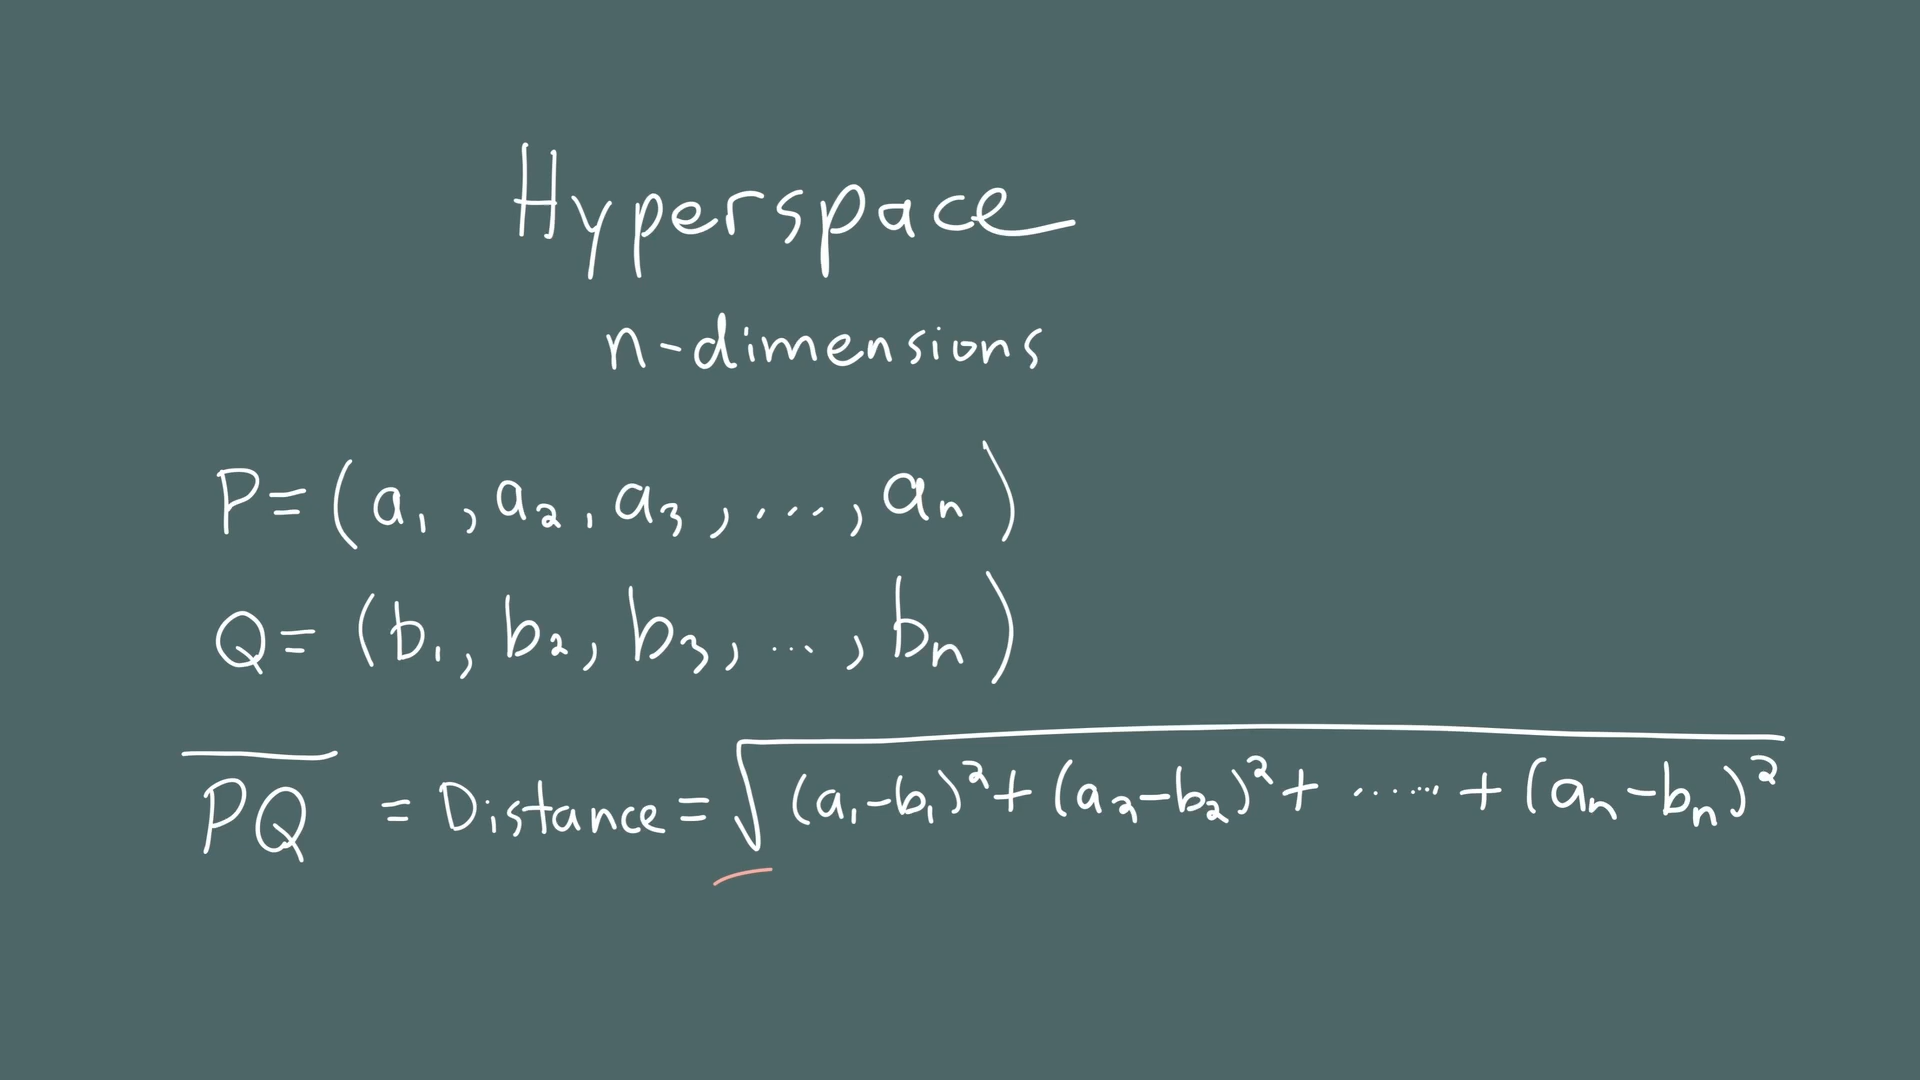 Hyperspace
n-dimensions
P = (a₁, a₂, a₃, ..., aₙ)
Q = (b₁, b₂, b₃, ..., bₙ)
P̅Q̅ = Distance = √((a₁-b₁)² + (a₂-b₂)² + ...... + (aₙ-bₙ)²)